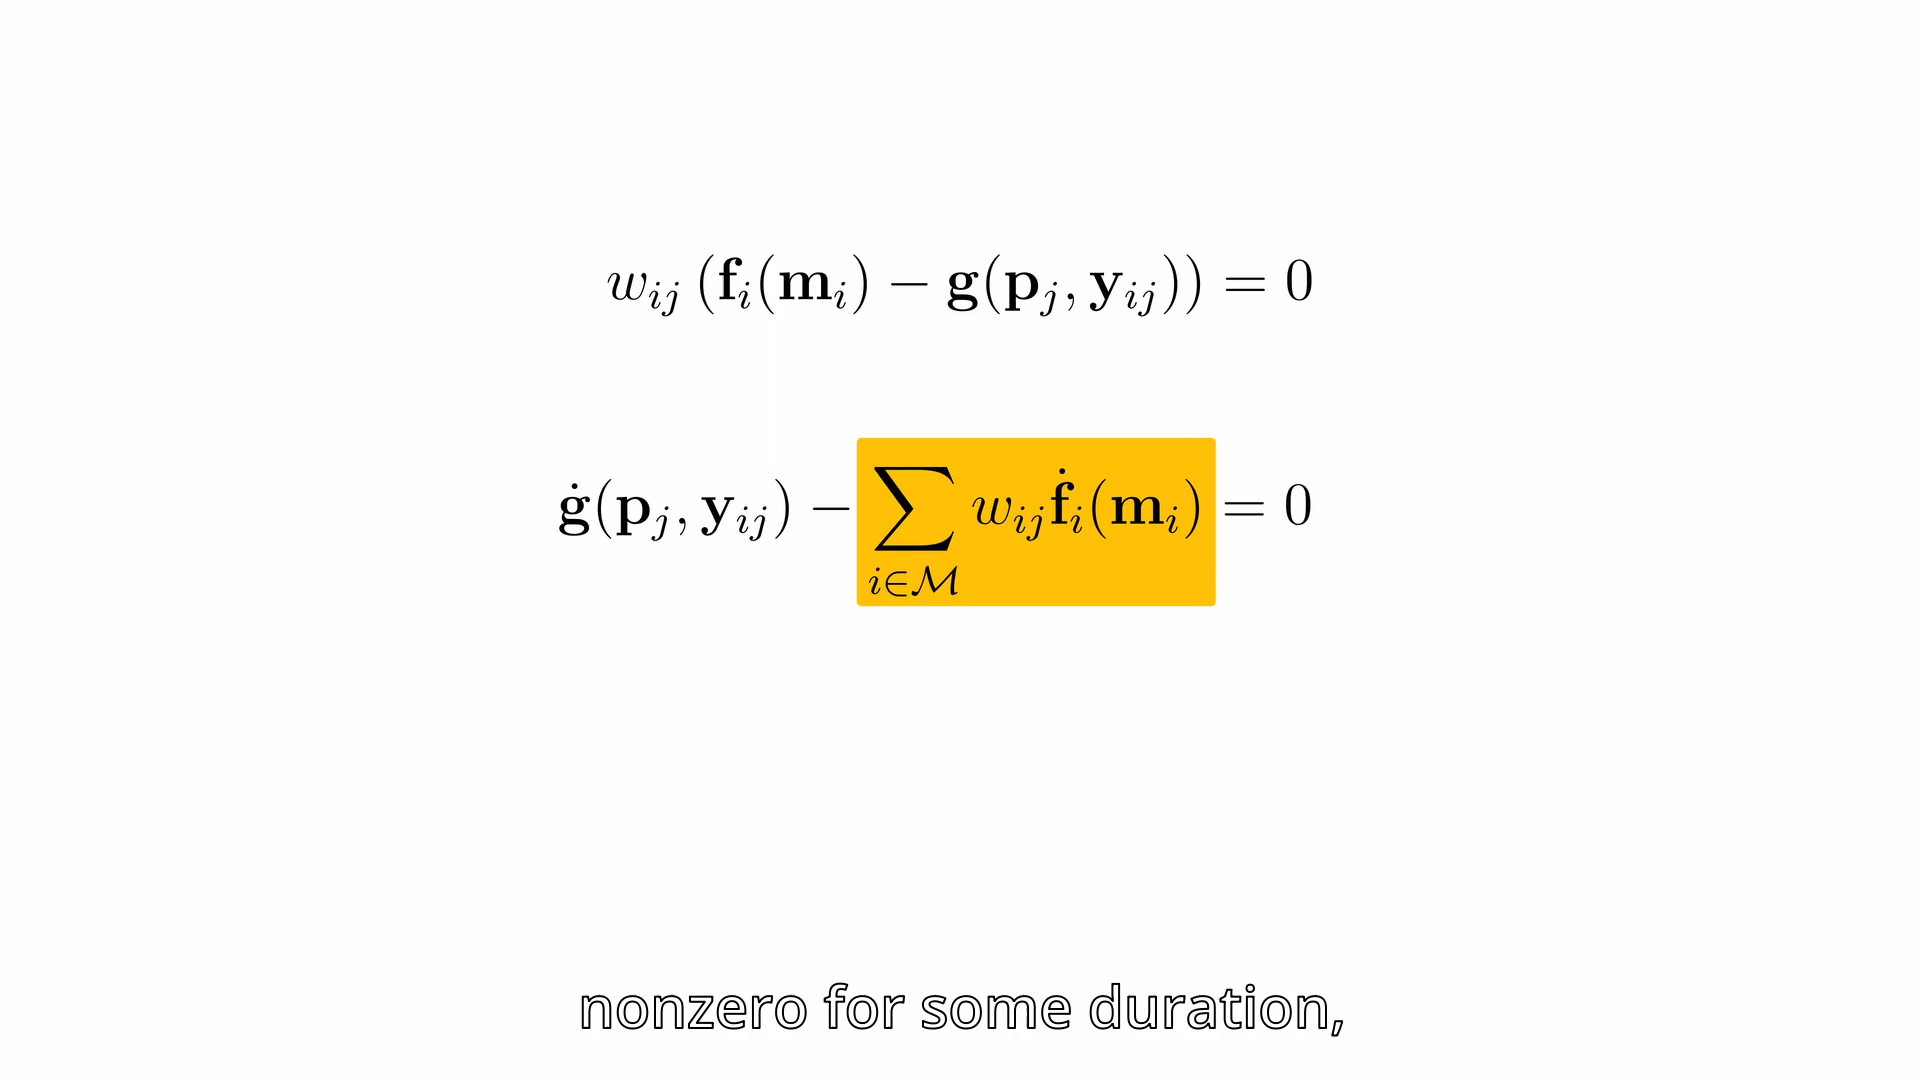 w_{ij} (f_i(m_i) − g(p_j, y_{ij})) = 0
ġ(p_j, y_{ij}) − ∑_{i∈ℳ} w_{ij} ḟ_i(m_i) = 0
nonzero for some duration,